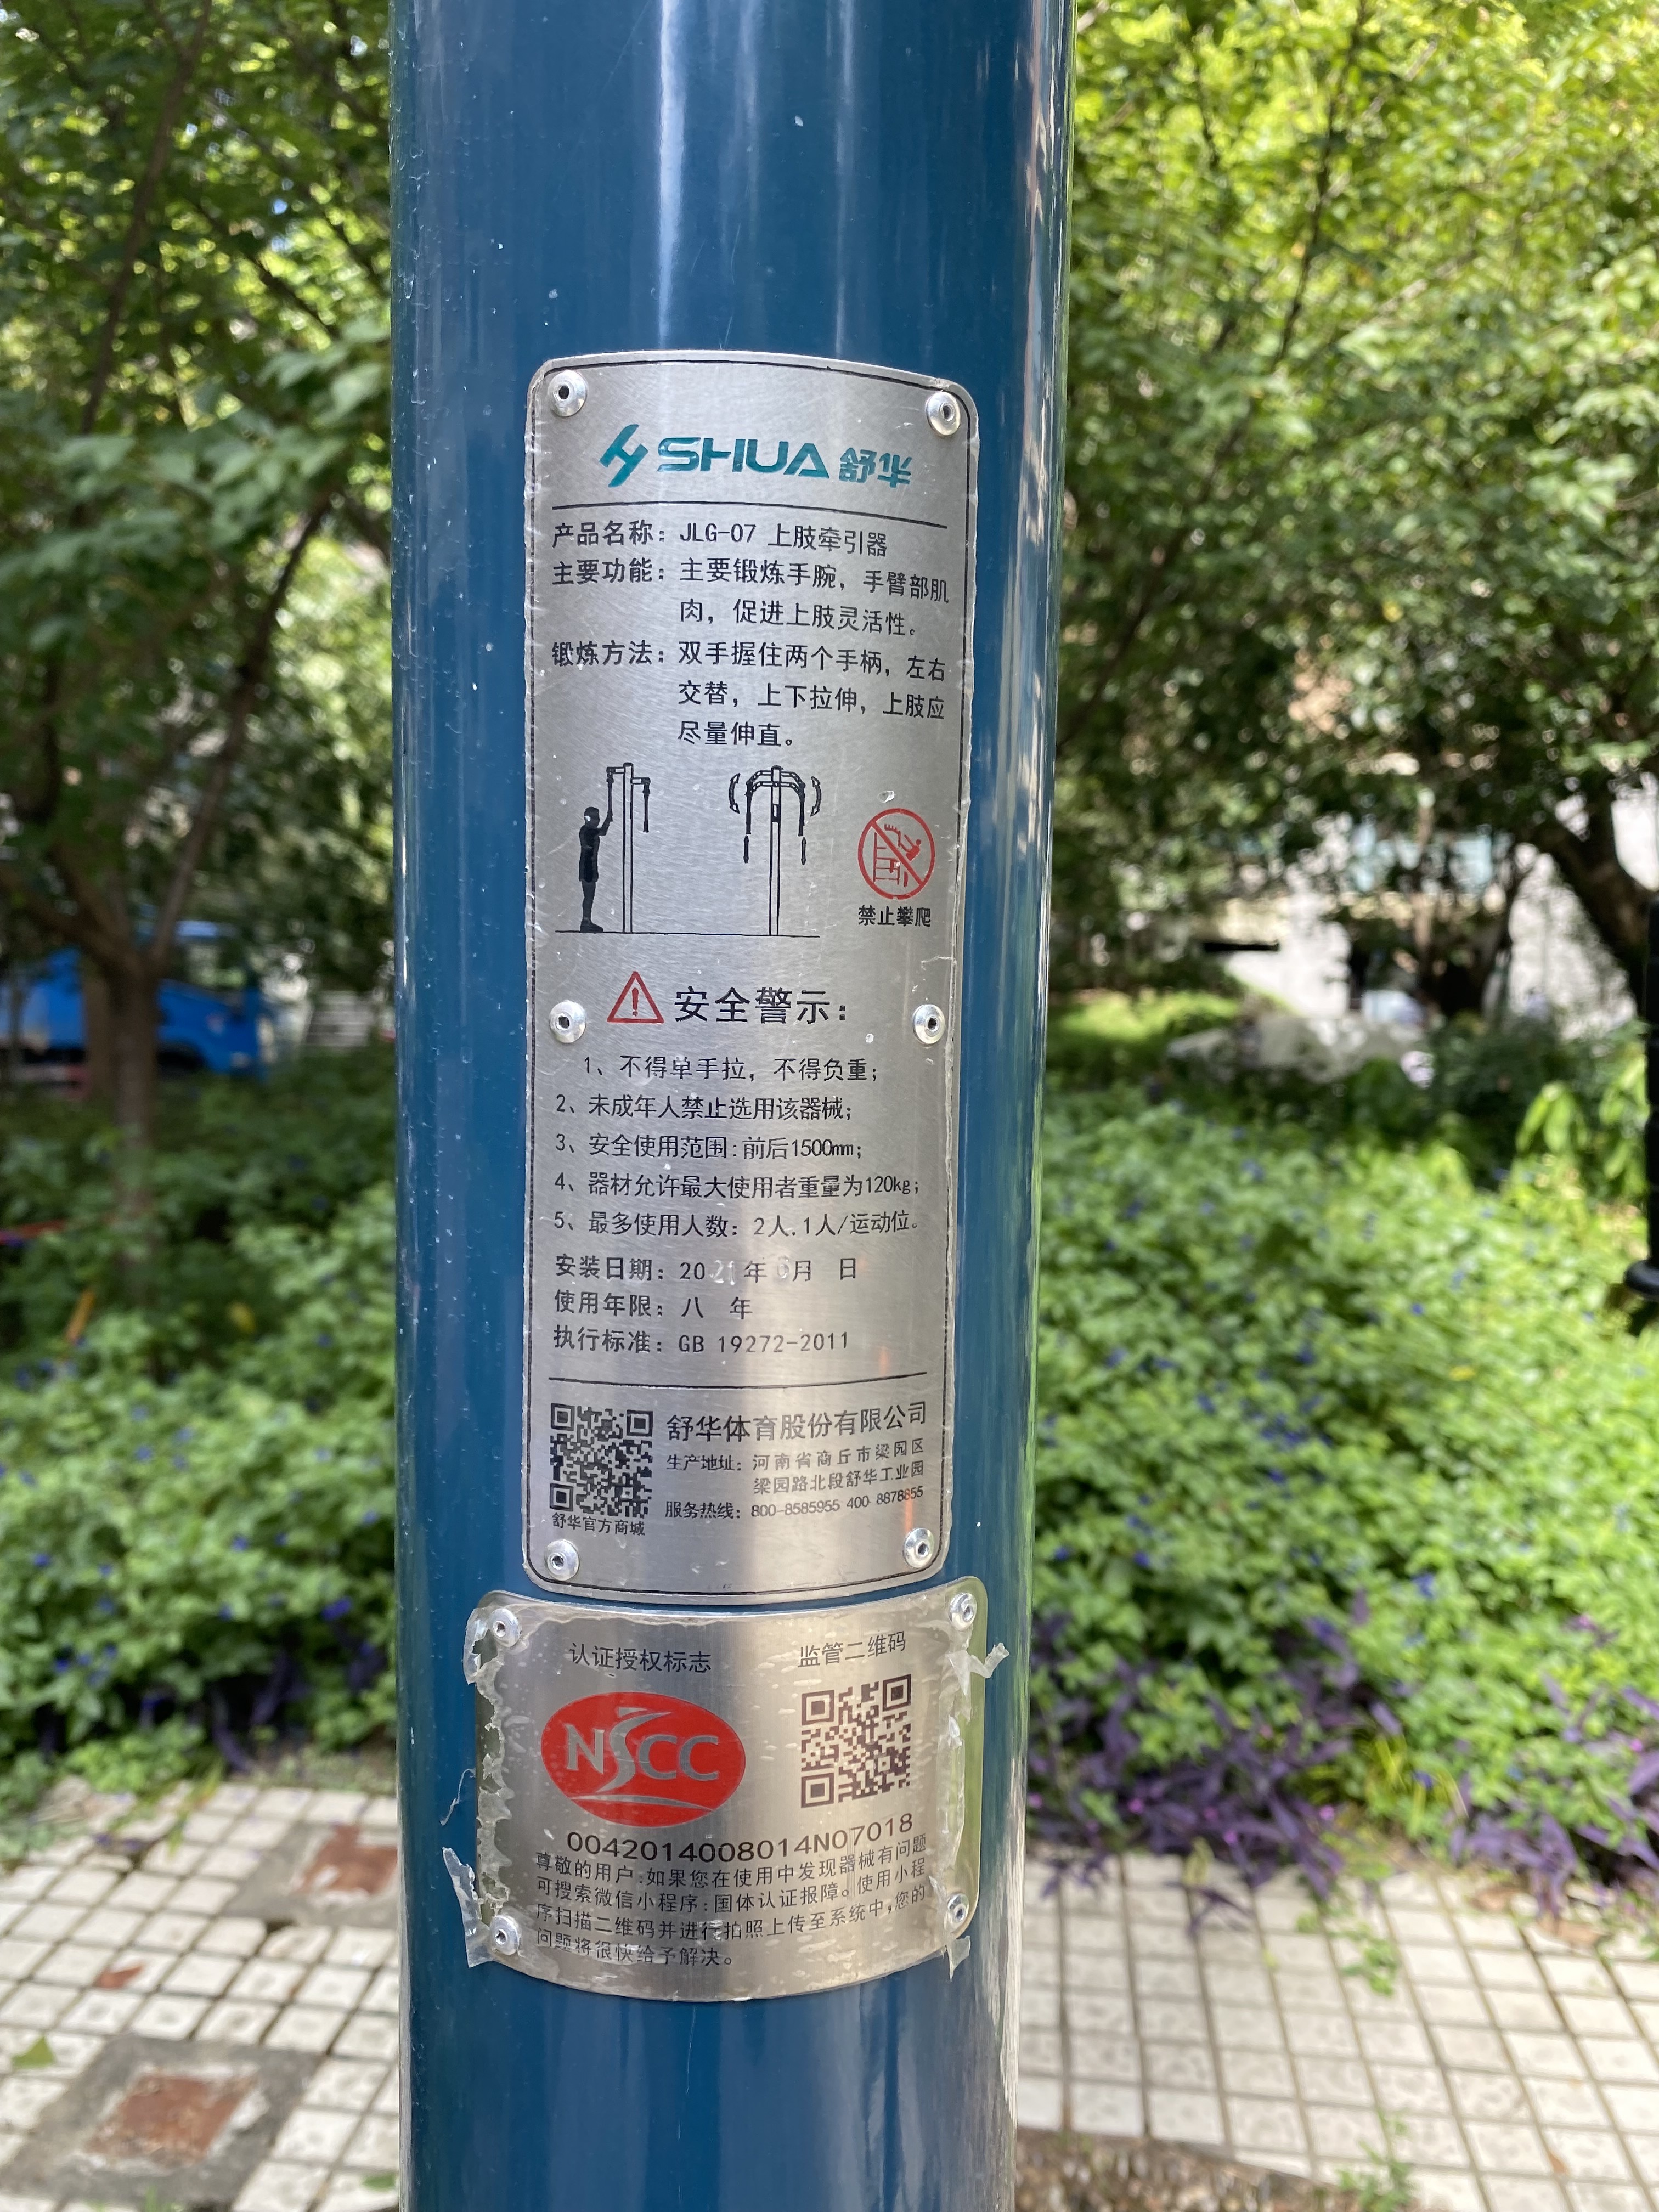 SHUA 舒华
产品名称：JLG-07 上肢牵引器
主要功能：主要锻炼手腕，手臂部肌
肉，促进上肢灵活性。
锻炼方法：双手握住两个手柄，左右
交替，上下拉伸，上肢应
尽量伸直。
禁止攀爬
安全警示：
1、不得单手拉，不得负重；
2、未成年人禁止选用该器械；
3、安全使用范围：前后1500mm；
4、器材允许最大使用者重量为120kg；
5、最多使用人数：2人.1人/运动位。
安装日期：2021年 月 日
使用年限：八 年
执行标准：GB 19272-2011
舒华体育股份有限公司
生产地址：河南省商丘市梁园区
梁园路北段舒华工业园
服务热线：800-8585955 400-8878855
舒华官方商城
认证授权标志 监管二维码
NSCC
0042014008014N07018
尊敬的用户：如果您在使用中发现器械有问题
可搜索微信小程序：国体认证报障。使用小程
序扫描二维码并进行拍照上传至系统中，您的
问题将很快给予解决。